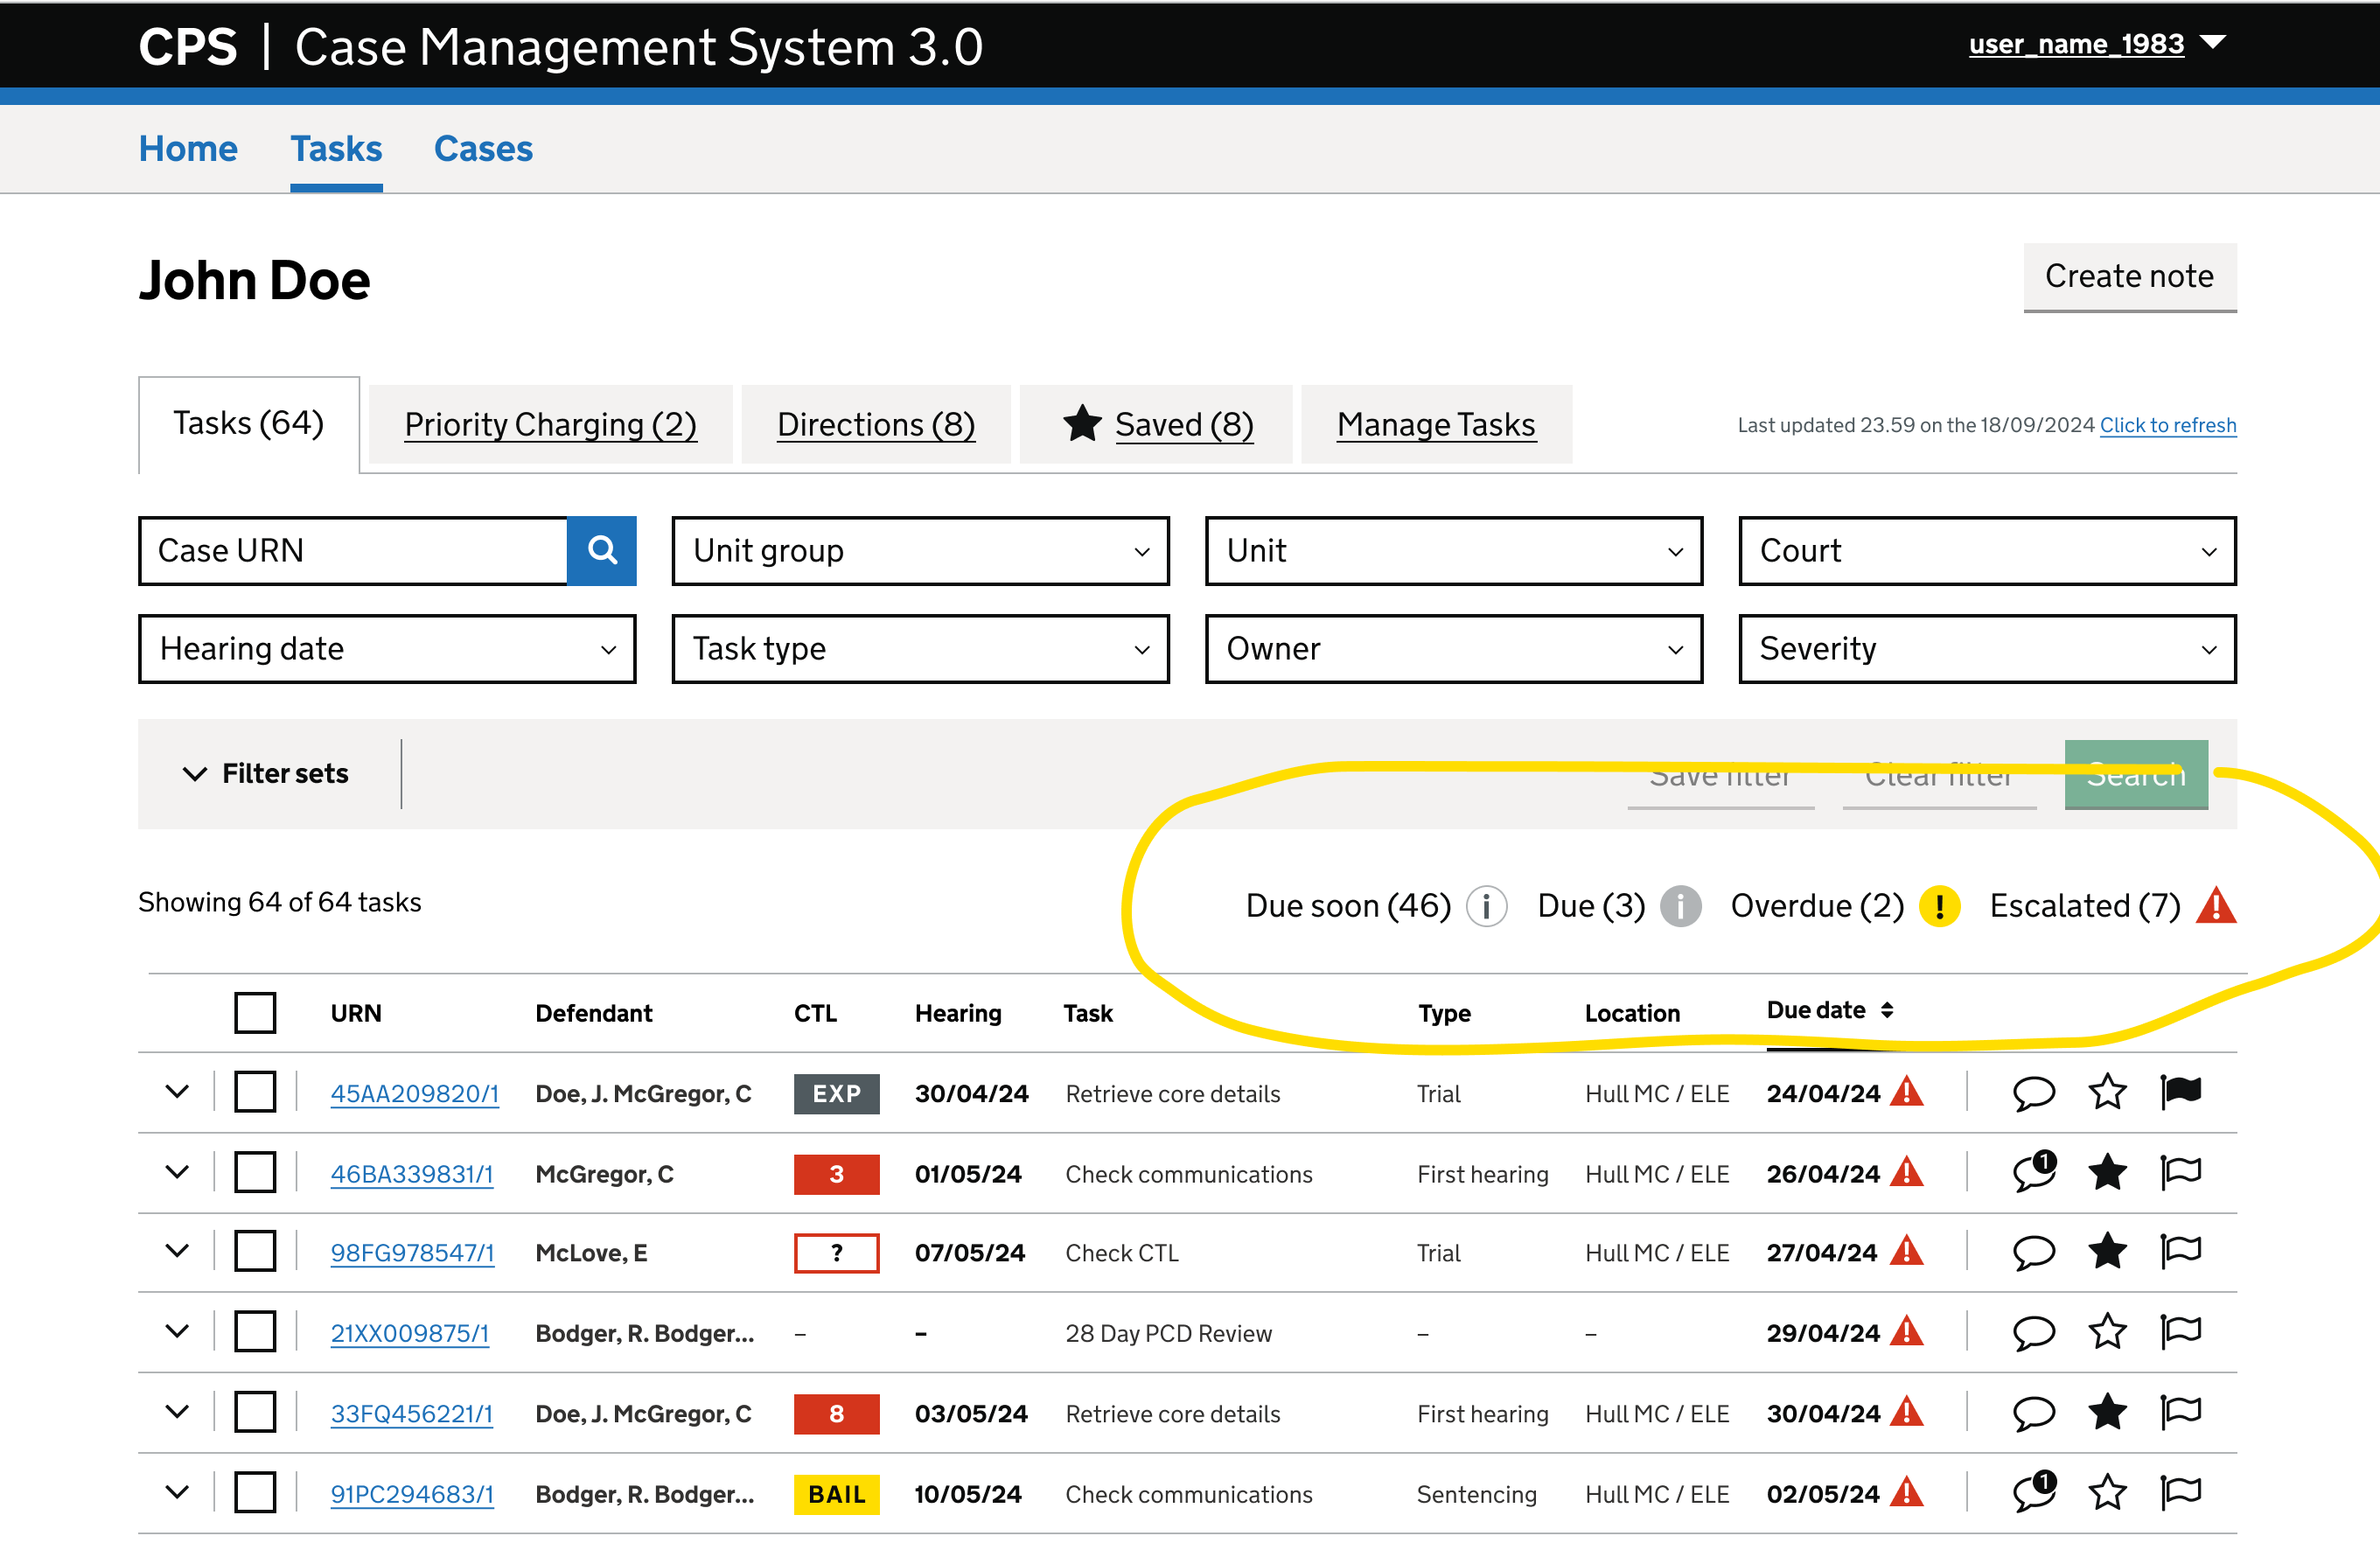 CPS | Case Management System 3.0 user_name_1983
Home Tasks Cases
John Doe Create note
Tasks (64) Priority Charging (2) Directions (8) Saved (8) Manage Tasks Last updated 23.59 on the 18/09/2024 Click to refresh
Case URN Unit group Unit Court
Hearing date Task type Owner Severity
Filter sets Save filter Clear filter Search
Showing 64 of 64 tasks Due soon (46) i Due (3) i Overdue (2) ! Escalated (7) !
URN Defendant CTL Hearing Task Type Location Due date
45AA209820/1 Doe, J. McGregor, C EXP 30/04/24 Retrieve core details Trial Hull MC / ELE 24/04/24 !
46BA339831/1 McGregor, C 3 01/05/24 Check communications First hearing Hull MC / ELE 26/04/24 ! 1
98FG978547/1 McLove, E ? 07/05/24 Check CTL Trial Hull MC / ELE 27/04/24 !
21XX009875/1 Bodger, R. Bodger... – – 28 Day PCD Review – – 29/04/24 !
33FQ456221/1 Doe, J. McGregor, C 8 03/05/24 Retrieve core details First hearing Hull MC / ELE 30/04/24 !
91PC294683/1 Bodger, R. Bodger... BAIL 10/05/24 Check communications Sentencing Hull MC / ELE 02/05/24 ! 1